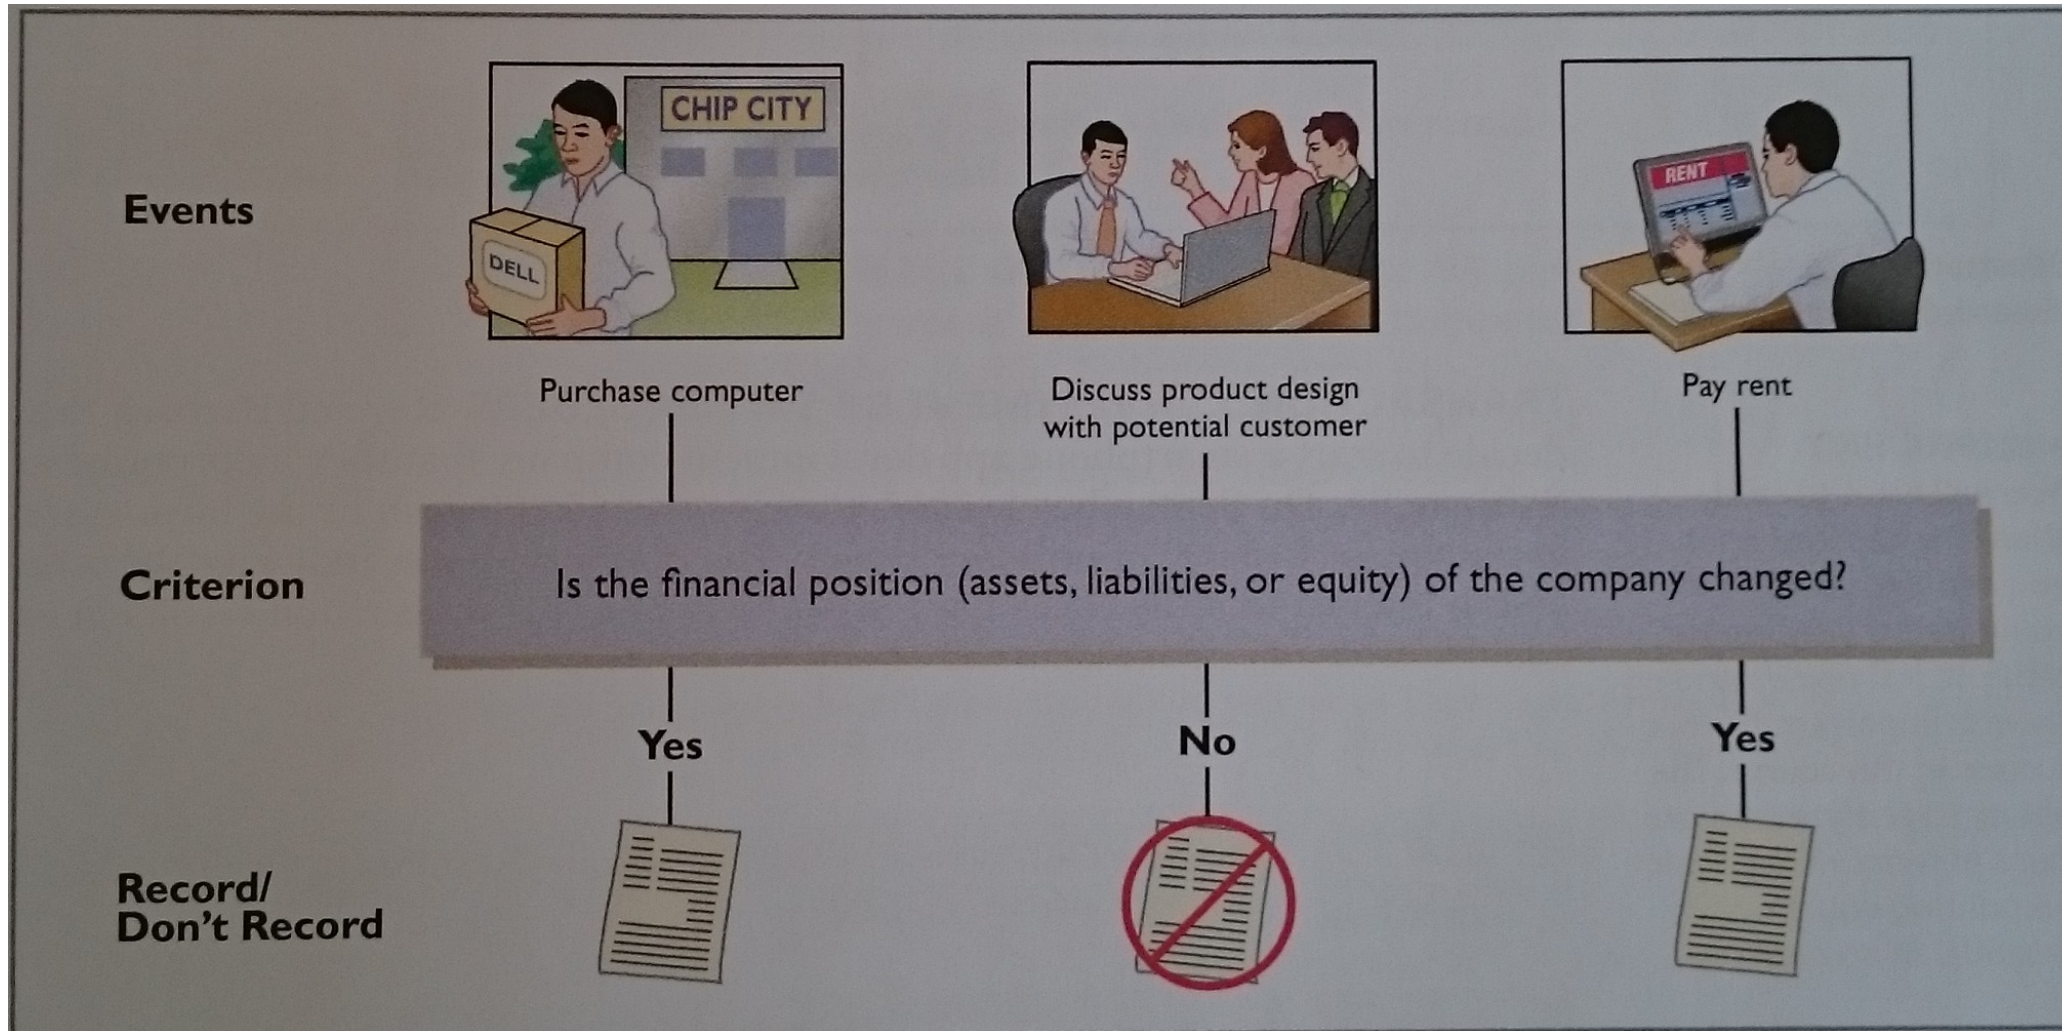 CHIP CITY
DELL
RENT
Events
Purchase computer
Discuss product design
with potential customer
Pay rent
Criterion
Is the financial position (assets, liabilities, or equity) of the company changed?
Yes
No
Yes
Record/
Don't Record